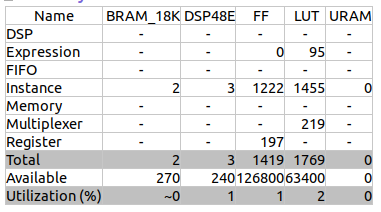 Name BRAM_18K DSP48E FF LUT URAM
DSP - - - - -
Expression - - 0 95 -
FIFO - - - - -
Instance 2 3 1222 1455 0
Memory - - - - -
Multiplexer - - - 219 -
Register - - 197 - -
Total 2 3 1419 1769 0
Available 270 240 126800 63400 0
Utilization (%) ~0 1 1 2 0